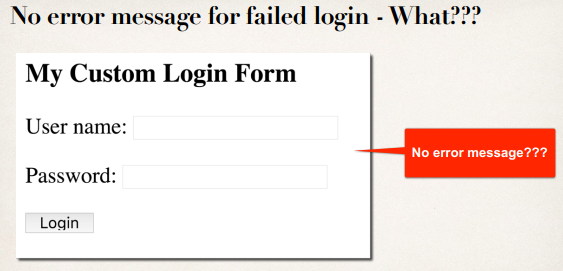 No error message for failed login - What???
My Custom Login Form
User name:
No error message???
Password:
Login